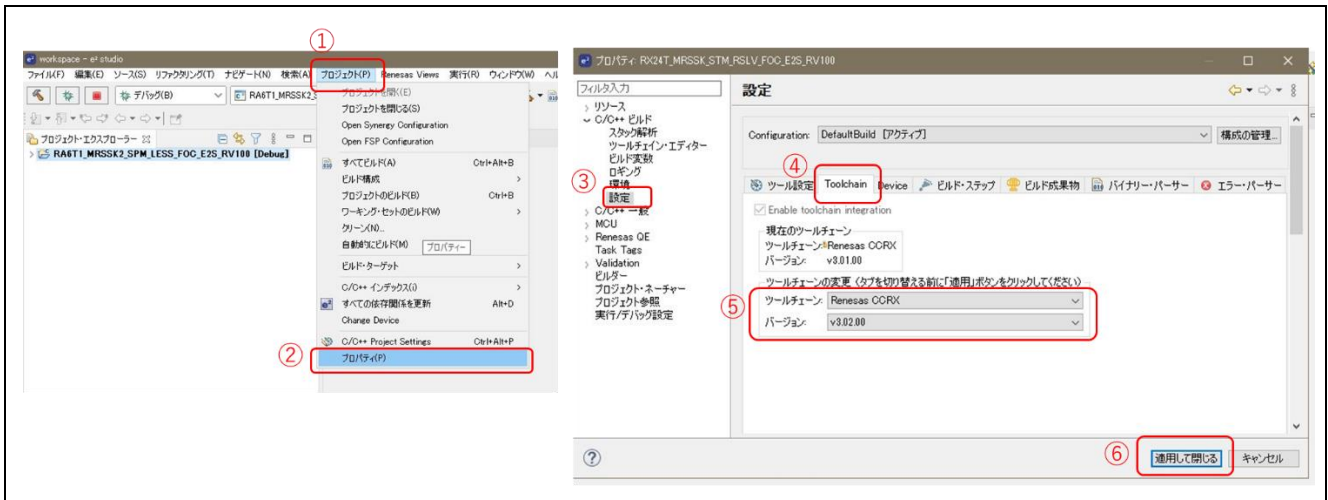 ①
workspace - e² studio
ファイル(F) 編集(E) ソース(S) リファクタリング(T) ナビゲート(N) 検索(A) プロジェクト(P) Renesas Views 実行(R) ウィンドウ(W) ヘル
デバッグ(B) RA6T1_MRSSK2_S
プロジェクト・エクスプローラー
RA6T1_MRSSK2_SPM_LESS_FOC_E2S_RV100 [Debug]
プロジェクトを開く(E)
プロジェクトを閉じる(S)
Open Synergy Configuration
Open FSP Configuration
すべてビルド(A) Ctrl+Alt+B
ビルド構成
プロジェクトのビルド(B) Ctrl+B
ワーキング・セットのビルド(W)
クリーン(N)...
自動的にビルド(M) プロパティー
ビルド・ターゲット
C/C++ インデックス(i)
すべての依存関係を更新 Alt+D
Change Device
C/C++ Project Settings Ctrl+Alt+P
② プロパティ(P)
プロパティ: RX24T_MRSSK_STM_RSLV_FOC_E2S_RV100
フィルタ入力
リソース
C/C++ ビルド
スタック解析
ツールチェイン・エディター
ビルド変数
ロギング
環境
③ 設定
C/C++ 一般
MCU
Renesas QE
Task Tags
Validation
ビルダー
プロジェクト・ネーチャー
プロジェクト参照
実行/デバッグ設定
設定
Configuration: DefaultBuild [アクティブ] 構成の管理...
④
ツール設定 Toolchain Device ビルド・ステップ ビルド成果物 バイナリー・パーサー エラー・パーサー
Enable toolchain integration
現在のツールチェーン
ツールチェーン: Renesas CCRX
バージョン: v3.01.00
ツールチェーンの変更 (タブを切り替える前に「適用」ボタンをクリックしてください)
⑤
ツールチェーン: Renesas CCRX
バージョン: v3.02.00
⑥ 適用して閉じる キャンセル